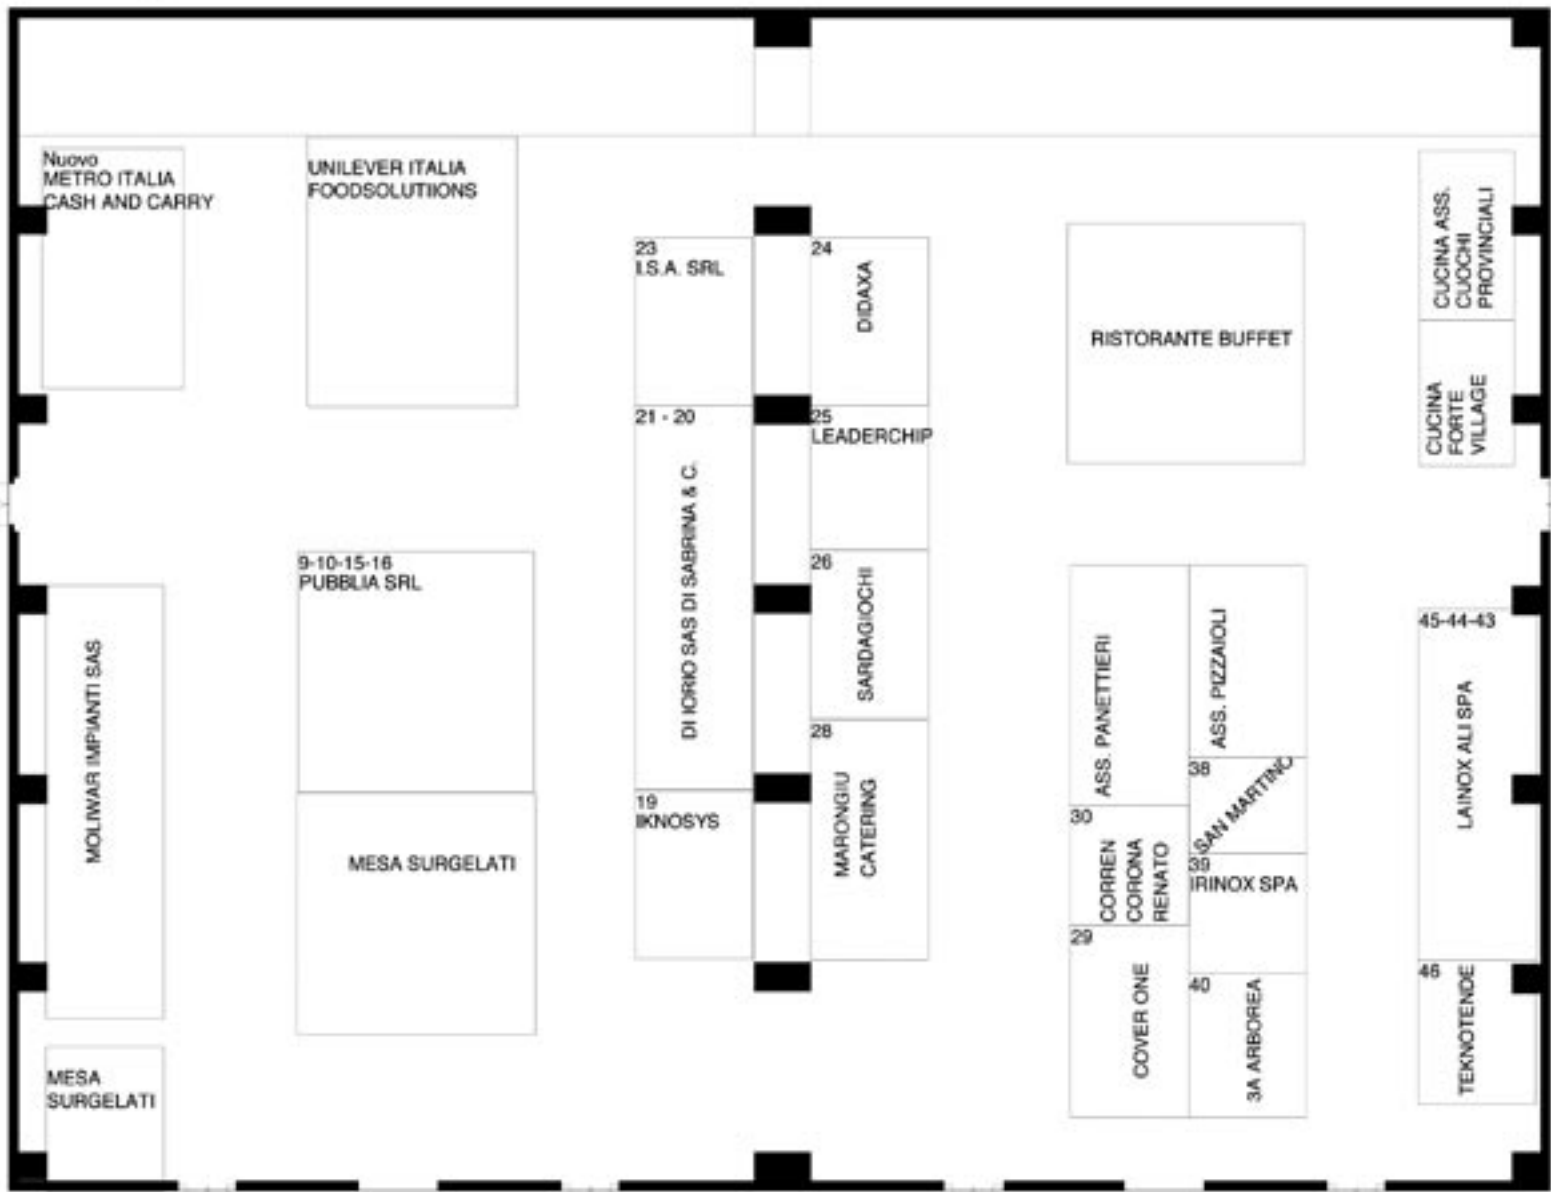 Nuovo
METRO ITALIA
CASH AND CARRY
UNILEVER ITALIA
FOODSOLUTIIONS
23
I.S.A. SRL
24
DIDAXA
RISTORANTE BUFFET
CUCINA ASS.
CUOCHI
PROVINCIALI
CUCINA
FORTE
VILLAGE
21 - 20
DI IORIO SAS DI SABRINA & C.
25
LEADERCHIP
9-10-15-16
PUBBLIA SRL
26
SARDAGIOCHI
MOLIWAR IMPIANTI SAS
ASS. PANETTIERI
ASS. PIZZAIOLI
45-44-43
LAINOX ALI SPA
28
MARONGIU
CATERING
19
IKNOSYS
MESA SURGELATI
38
SAN MARTINO
30
CORREN
CORONA
RENATO
39
IRINOX SPA
29
COVER ONE
40
3A ARBOREA
46
TEKNOTENDE
MESA
SURGELATI